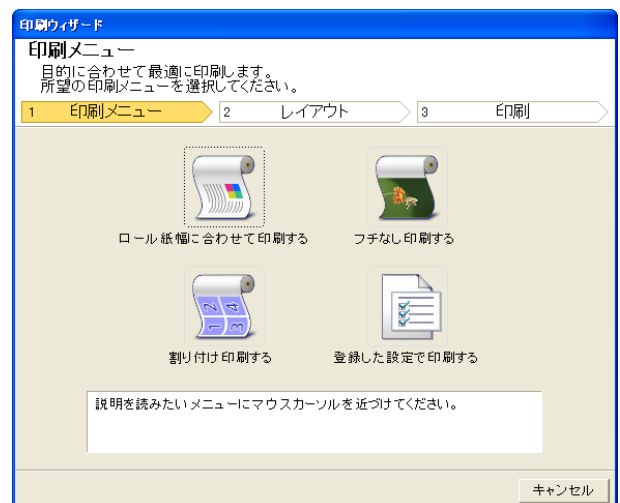 印刷ウィザード
印刷メニュー
目的に合わせて最適に印刷します。
所望の印刷メニューを選択してください。
1 印刷メニュー 2 レイアウト 3 印刷
ロール紙幅に合わせて印刷する フチなし印刷する
2 4
1 3
割り付け印刷する 登録した設定で印刷する
説明を読みたいメニューにマウスカーソルを近づけてください。
キャンセル